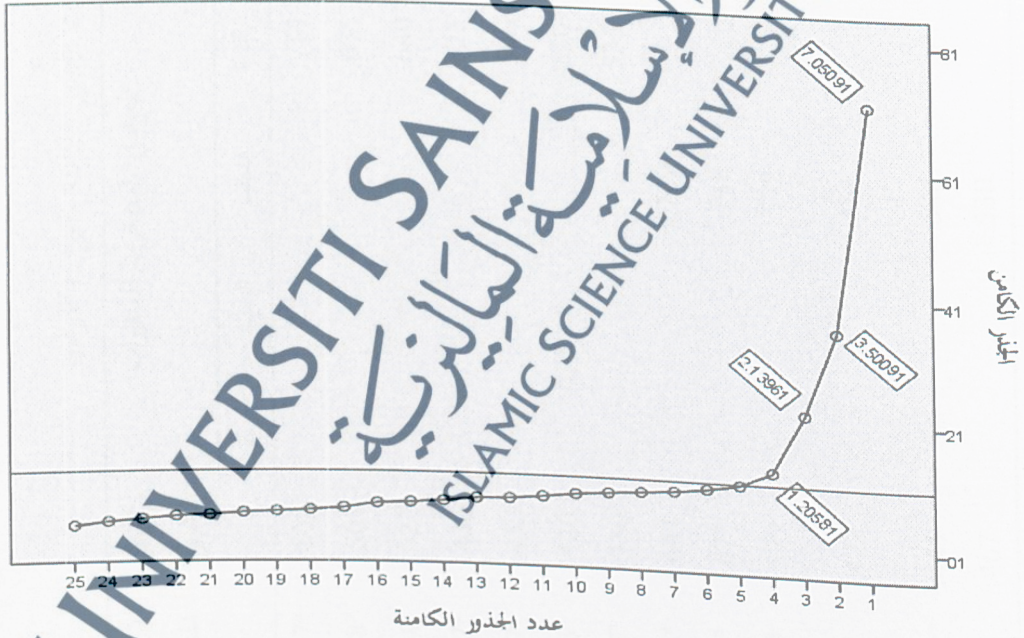 UNIVERSITI SAINS
الإسلامية الماليزية
ISLAMIC SCIENCE UNIVERSIT
7.05091
3.50091
2.13961
1.20581
81
61
41
21
01
الجذر الكامن
25 24 23 22 21 20 19 18 17 16 15 14 13 12 11 10 9 8 7 6 5 4 3 2 1
عدد الجذور الكامنة